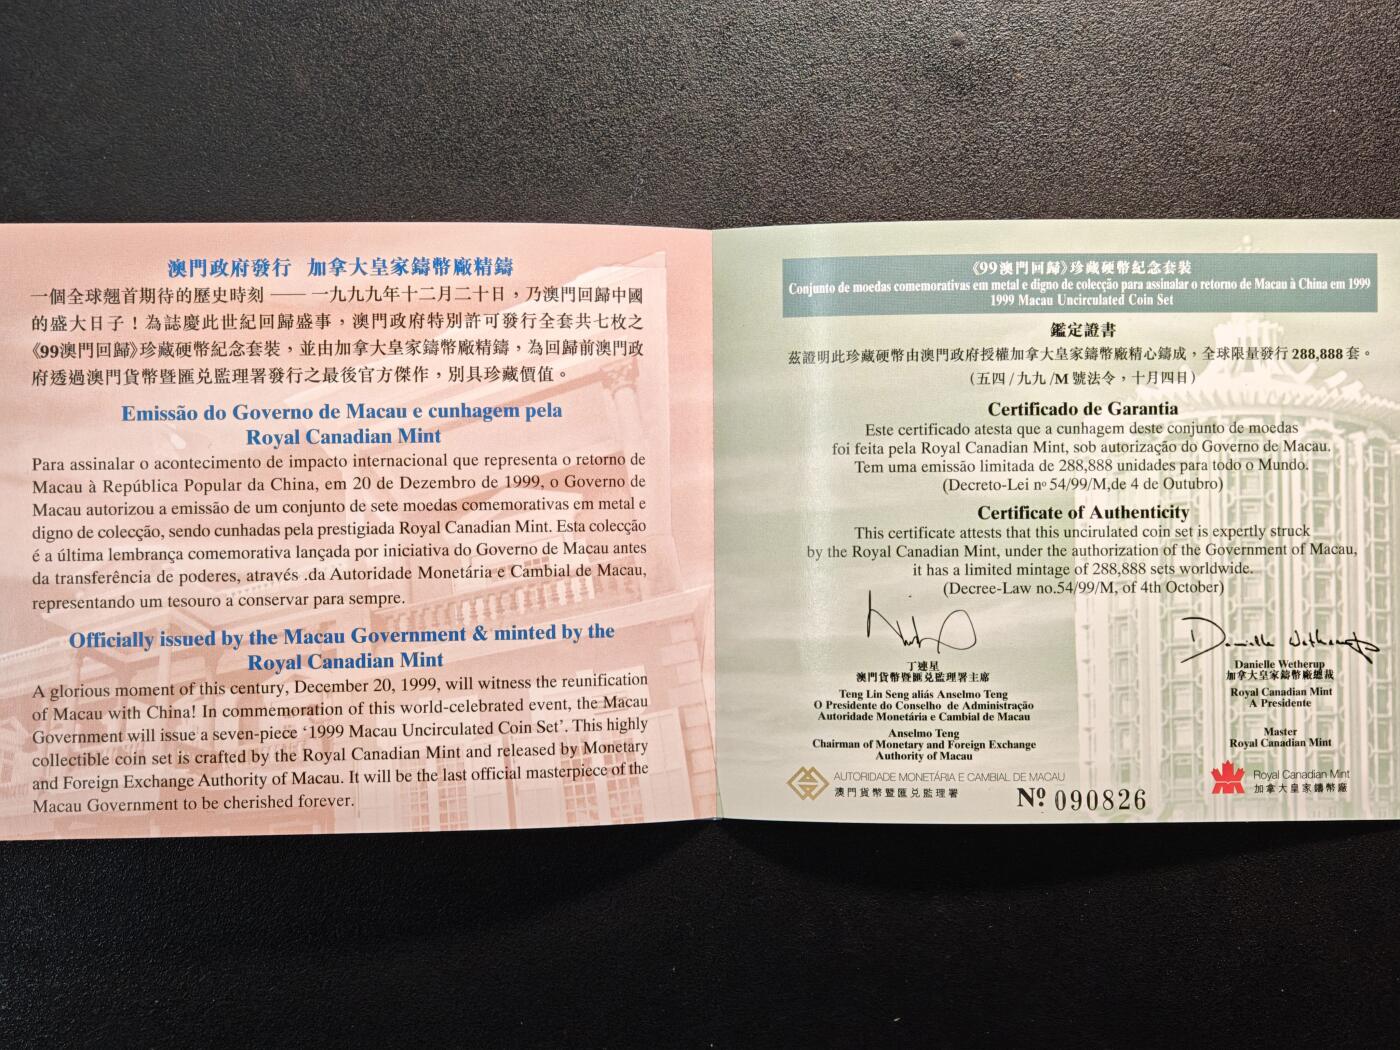 澳門政府發行 加拿大皇家鑄幣廠精鑄
一個全球翹首期待的歷史時刻 —— 一九九九年十二月二十日，乃澳門回歸中國
的盛大日子！為誌慶此世紀回歸盛事，澳門政府特別許可發行全套共七枚之
《99澳門回歸》珍藏硬幣紀念套裝，並由加拿大皇家鑄幣廠精鑄，為回歸前澳門政
府透過澳門貨幣暨匯兌監理署發行之最後官方傑作，別具珍藏價值。
Emissão do Governo de Macau e cunhagem pela
Royal Canadian Mint
Para assinalar o acontecimento de impacto internacional que representa o retorno de
Macau à República Popular da China, em 20 de Dezembro de 1999, o Governo de
Macau autorizou a emissão de um conjunto de sete moedas comemorativas em metal e
digno de colecção, sendo cunhadas pela prestigiada Royal Canadian Mint. Esta colecção
é a última lembrança comemorativa lançada por iniciativa do Governo de Macau antes
da transferência de poderes, através .da Autoridade Monetária e Cambial de Macau,
representando um tesouro a conservar para sempre.
Officially issued by the Macau Government & minted by the
Royal Canadian Mint
A glorious moment of this century, December 20, 1999, will witness the reunification
of Macau with China! In commemoration of this world-celebrated event, the Macau
Government will issue a seven-piece ‘1999 Macau Uncirculated Coin Set’. This highly
collectible coin set is crafted by the Royal Canadian Mint and released by Monetary
and Foreign Exchange Authority of Macau. It will be the last official masterpiece of the
Macau Government to be cherished forever.
《99澳門回歸》珍藏硬幣紀念套裝
Conjunto de moedas comemorativas em metal e digno de colecção para assinalar o retorno de Macau à China em 1999
1999 Macau Uncirculated Coin Set
鑑定證書
茲證明此珍藏硬幣由澳門政府授權加拿大皇家鑄幣廠精心鑄成，全球限量發行 288,888 套。
（五四/九九/M 號法令，十月四日）
Certificado de Garantia
Este certificado atesta que a cunhagem deste conjunto de moedas
foi feita pela Royal Canadian Mint, sob autorização do Governo de Macau.
Tem uma emissão limitada de 288,888 unidades para todo o Mundo.
(Decreto-Lei nº 54/99/M,de 4 de Outubro)
Certificate of Authenticity
This certificate attests that this uncirulated coin set is expertly struck
by the Royal Canadian Mint, under the authorization of the Government of Macau,
it has a limited mintage of 288,888 sets worldwide.
(Decree-Law no.54/99/M, of 4th October)
Danielle Wetherup
丁連星
澳門貨幣暨匯兌監理署主席
Teng Lin Seng aliás Anselmo Teng
O Presidente do Conselho de Administração
Autoridade Monetária e Cambial de Macau
Anselmo Teng
Chairman of Monetary and Foreign Exchange
Authority of Macau
Danielle Wetherup
加拿大皇家鑄幣廠總裁
Royal Canadian Mint
A Presidente
Master
Royal Canadian Mint
AUTORIDADE MONETÁRIA E CAMBIAL DE MACAU
澳門貨幣暨匯兌監理署
Nº 090826
Royal Canadian Mint
加拿大皇家鑄幣廠